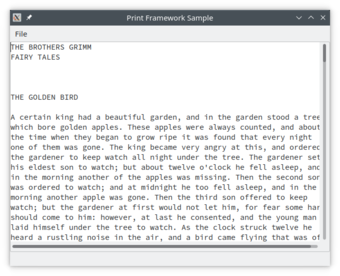 Print Framework Sample
File
THE BROTHERS GRIMM
FAIRY TALES
THE GOLDEN BIRD
A certain king had a beautiful garden, and in the garden stood a tree
which bore golden apples. These apples were always counted, and about
the time when they began to grow ripe it was found that every night
one of them was gone. The king became very angry at this, and ordered
the gardener to keep watch all night under the tree. The gardener set
his eldest son to watch; but about twelve o'clock he fell asleep, and
in the morning another of the apples was missing. Then the second son
was ordered to watch; and at midnight he too fell asleep, and in the
morning another apple was gone. Then the third son offered to keep
watch; but the gardener at first would not let him, for fear some har
should come to him: however, at last he consented, and the young man
laid himself under the tree to watch. As the clock struck twelve he
heard a rustling noise in the air, and a bird came flying that was of